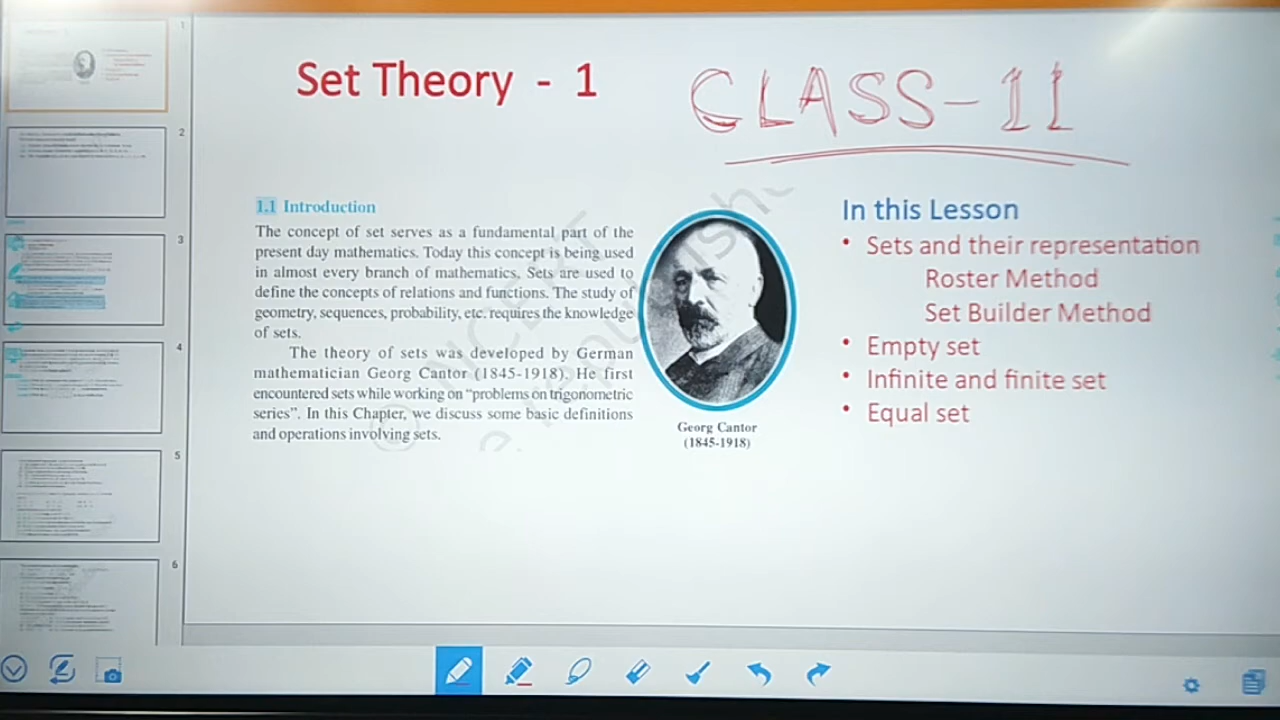 Set Theory - 1
CLASS-11
1.1 Introduction
The concept of set serves as a fundamental part of the
present day mathematics. Today this concept is being used
in almost every branch of mathematics. Sets are used to
define the concepts of relations and functions. The study of
geometry, sequences, probability, etc. requires the knowledge
of sets.
The theory of sets was developed by German
mathematician Georg Cantor (1845-1918). He first
encountered sets while working on “problems on trigonometric
series”. In this Chapter, we discuss some basic definitions
and operations involving sets.
Georg Cantor
(1845-1918)
In this Lesson
• Sets and their representation
Roster Method
Set Builder Method
• Empty set
• Infinite and finite set
• Equal set
1
2
3
4
5
6